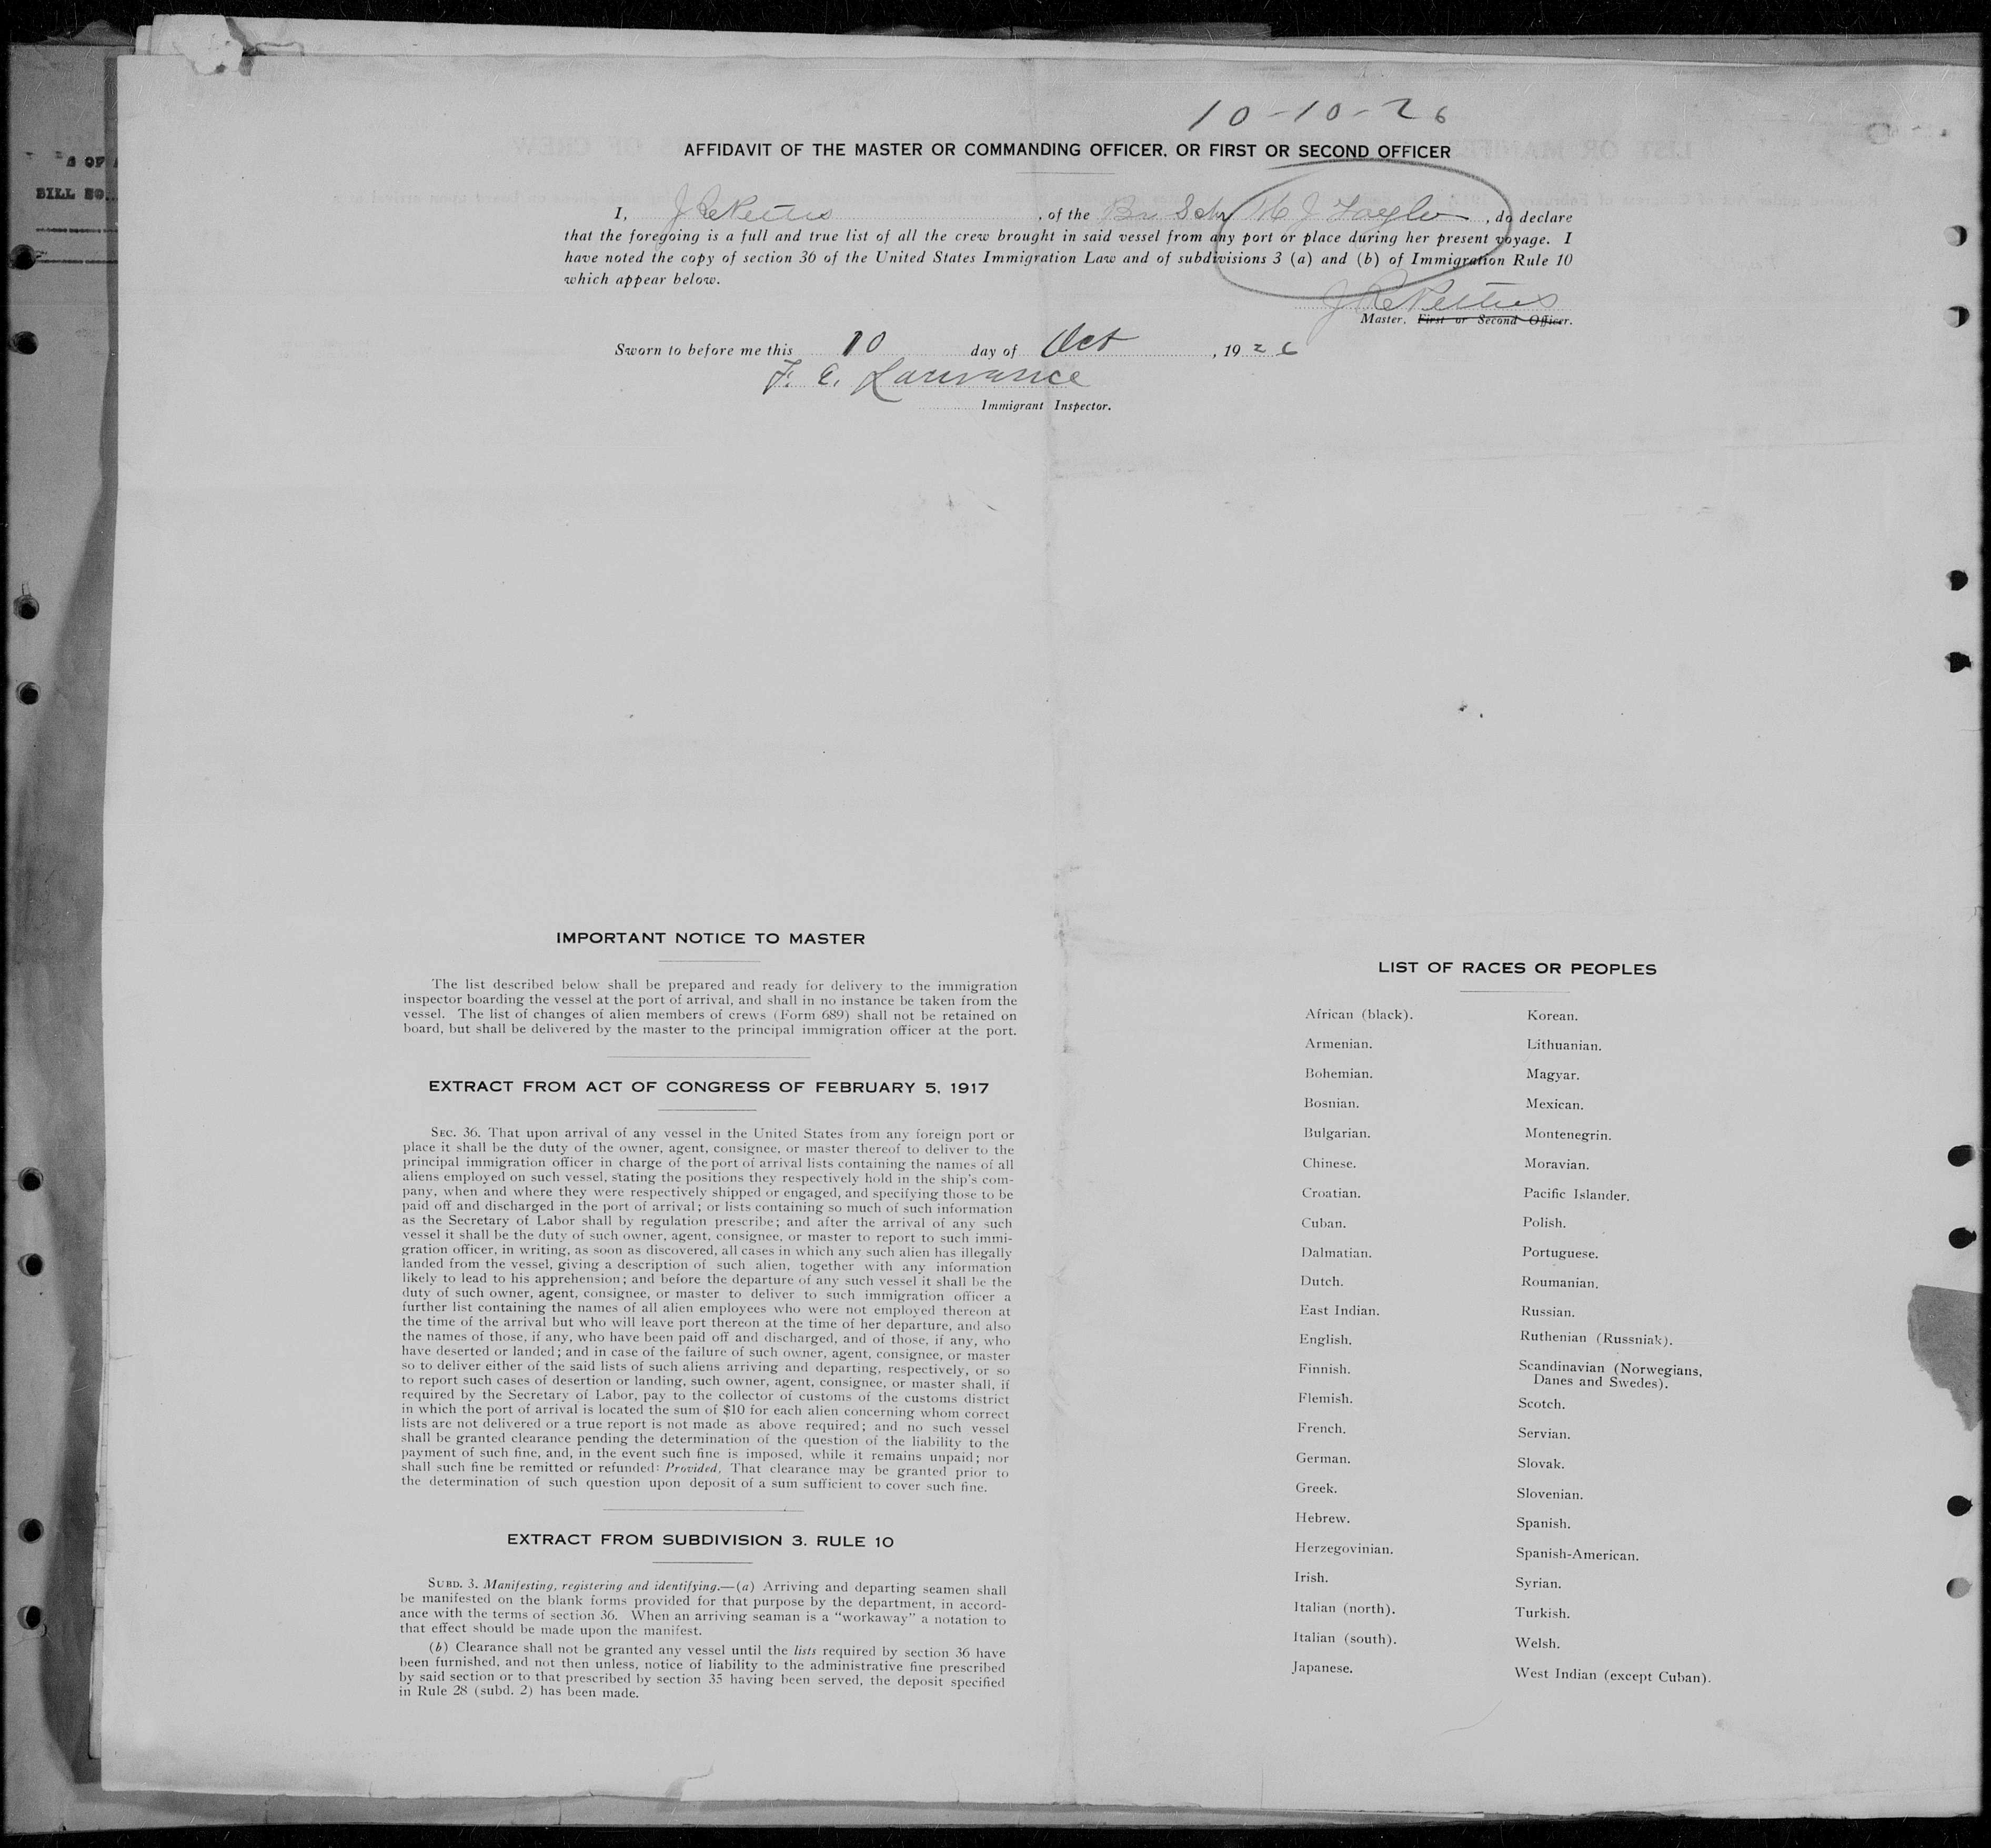 10-10-26
AFFIDAVIT OF THE MASTER OR COMMANDING OFFICER, OR FIRST OR SECOND OFFICER
I, , of the Br. Schr , do declare
that the foregoing is a full and true list of all the crew brought in said vessel from any port or place during her present voyage. I
have noted the copy of section 36 of the United States Immigration Law and of subdivisions 3 (a) and (b) of Immigration Rule 10
which appear below.
Master, First or Second Officer.
Sworn to before me this 10 day of Oct , 1926
F. E. Lawrance
Immigrant Inspector.
BILL NO.
IMPORTANT NOTICE TO MASTER
The list described below shall be prepared and ready for delivery to the immigration
inspector boarding the vessel at the port of arrival, and shall in no instance be taken from the
vessel. The list of changes of alien members of crews (Form 689) shall not be retained on
board, but shall be delivered by the master to the principal immigration officer at the port.
EXTRACT FROM ACT OF CONGRESS OF FEBRUARY 5, 1917
SEC. 36. That upon arrival of any vessel in the United States from any foreign port or
place it shall be the duty of the owner, agent, consignee, or master thereof to deliver to the
principal immigration officer in charge of the port of arrival lists containing the names of all
aliens employed on such vessel, stating the positions they respectively hold in the ship's com-
pany, when and where they were respectively shipped or engaged, and specifying those to be
paid off and discharged in the port of arrival; or lists containing so much of such information
as the Secretary of Labor shall by regulation prescribe; and after the arrival of any such
vessel it shall be the duty of such owner, agent, consignee, or master to report to such immi-
gration officer, in writing, as soon as discovered, all cases in which any such alien has illegally
landed from the vessel, giving a description of such alien, together with any information
likely to lead to his apprehension; and before the departure of any such vessel it shall be the
duty of such owner, agent, consignee, or master to deliver to such immigration officer a
further list containing the names of all alien employees who were not employed thereon at
the time of the arrival but who will leave port thereon at the time of her departure, and also
the names of those, if any, who have been paid off and discharged, and of those, if any, who
have deserted or landed; and in case of the failure of such owner, agent, consignee, or master
so to deliver either of the said lists of such aliens arriving and departing, respectively, or so
to report such cases of desertion or landing, such owner, agent, consignee, or master shall, if
required by the Secretary of Labor, pay to the collector of customs of the customs district
in which the port of arrival is located the sum of $10 for each alien concerning whom correct
lists are not delivered or a true report is not made as above required; and no such vessel
shall be granted clearance pending the determination of the question of the liability to the
payment of such fine, and, in the event such fine is imposed, while it remains unpaid; nor
shall such fine be remitted or refunded: Provided, That clearance may be granted prior to
the determination of such question upon deposit of a sum sufficient to cover such fine.
EXTRACT FROM SUBDIVISION 3, RULE 10
SUBD. 3. Manifesting, registering and identifying.—(a) Arriving and departing seamen shall
be manifested on the blank forms provided for that purpose by the department, in accord-
ance with the terms of section 36. When an arriving seaman is a "workaway" a notation to
that effect should be made upon the manifest.
(b) Clearance shall not be granted any vessel until the lists required by section 36 have
been furnished, and not then unless, notice of liability to the administrative fine prescribed
by said section or to that prescribed by section 35 having been served, the deposit specified
in Rule 28 (subd. 2) has been made.
LIST OF RACES OR PEOPLES
African (black).
Armenian.
Bohemian.
Bosnian.
Bulgarian.
Chinese.
Croatian.
Cuban.
Dalmatian.
Dutch.
East Indian.
English.
Finnish.
Flemish.
French.
German.
Greek.
Hebrew.
Herzegovinian.
Irish.
Italian (north).
Italian (south).
Japanese.
Korean.
Lithuanian.
Magyar.
Mexican.
Montenegrin.
Moravian.
Pacific Islander.
Polish.
Portuguese.
Roumanian.
Russian.
Ruthenian (Russniak).
Scandinavian (Norwegians,
Danes and Swedes).
Scotch.
Servian.
Slovak.
Slovenian.
Spanish.
Spanish-American.
Syrian.
Turkish.
Welsh.
West Indian (except Cuban).